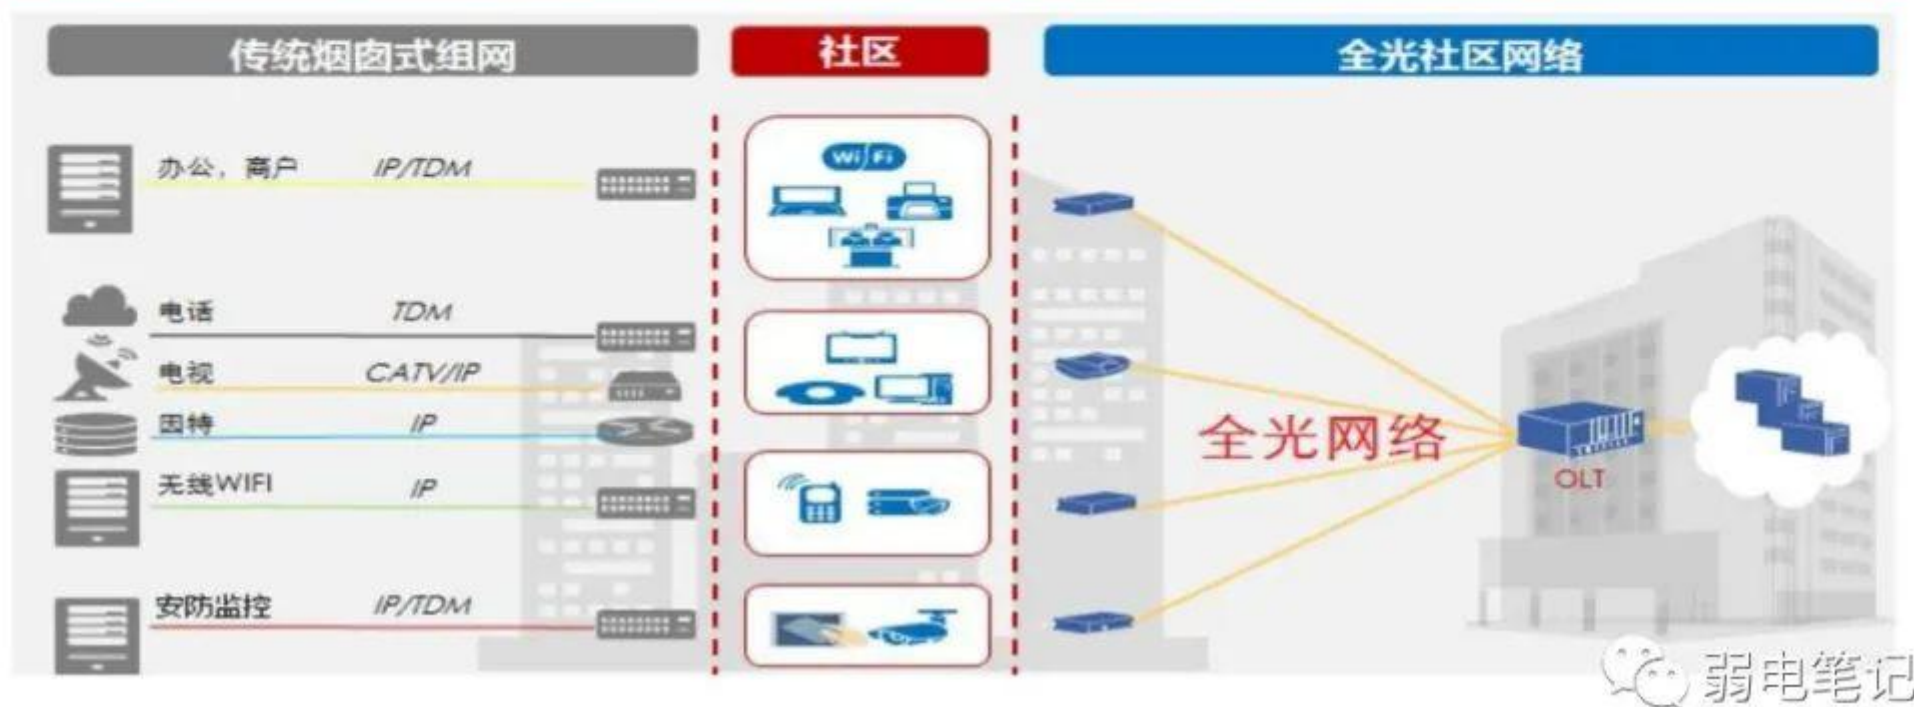 传统烟囱式组网
社区
全光社区网络
办公，商户 IP/TDM
WiFi
电话 TDM
电视 CATV/IP
因特 IP
无线WIFI IP
安防监控 IP/TDM
全光网络
OLT
弱电笔记